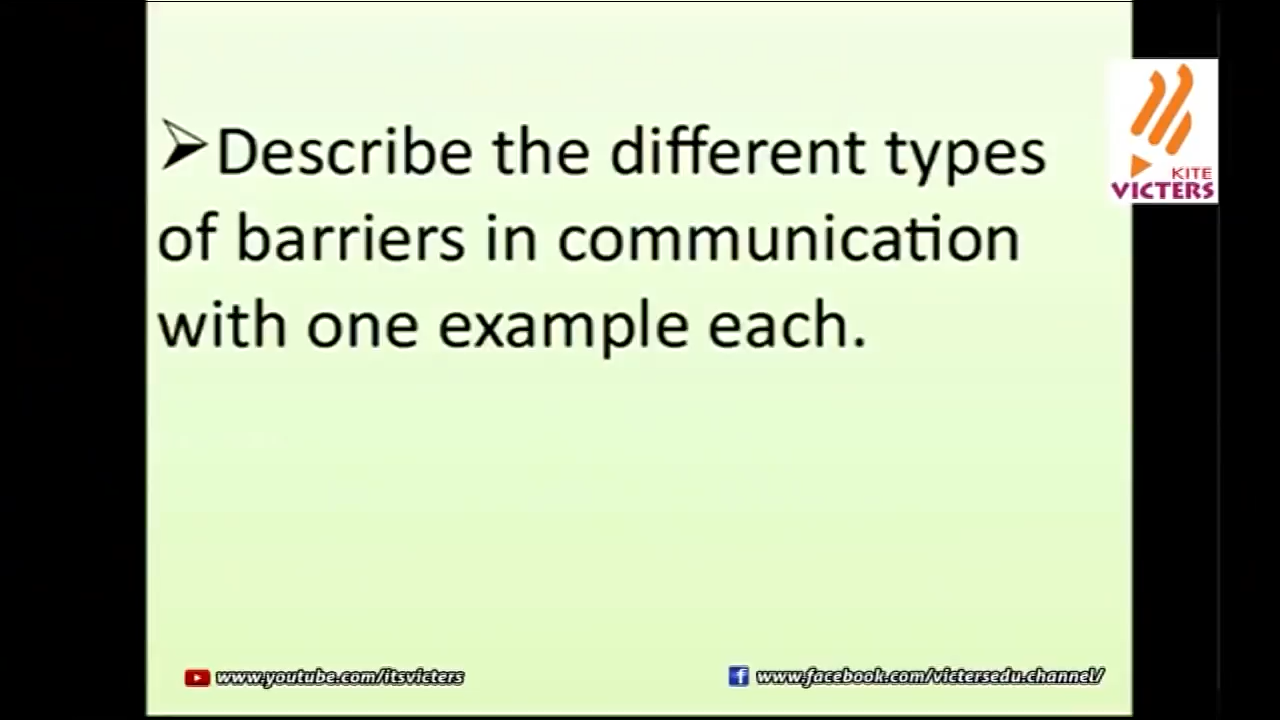 ➢Describe the different types
of barriers in communication
with one example each.
KITE
VICTERS
www.youtube.com/itsvicters
www.facebook.com/victersedu.channel/